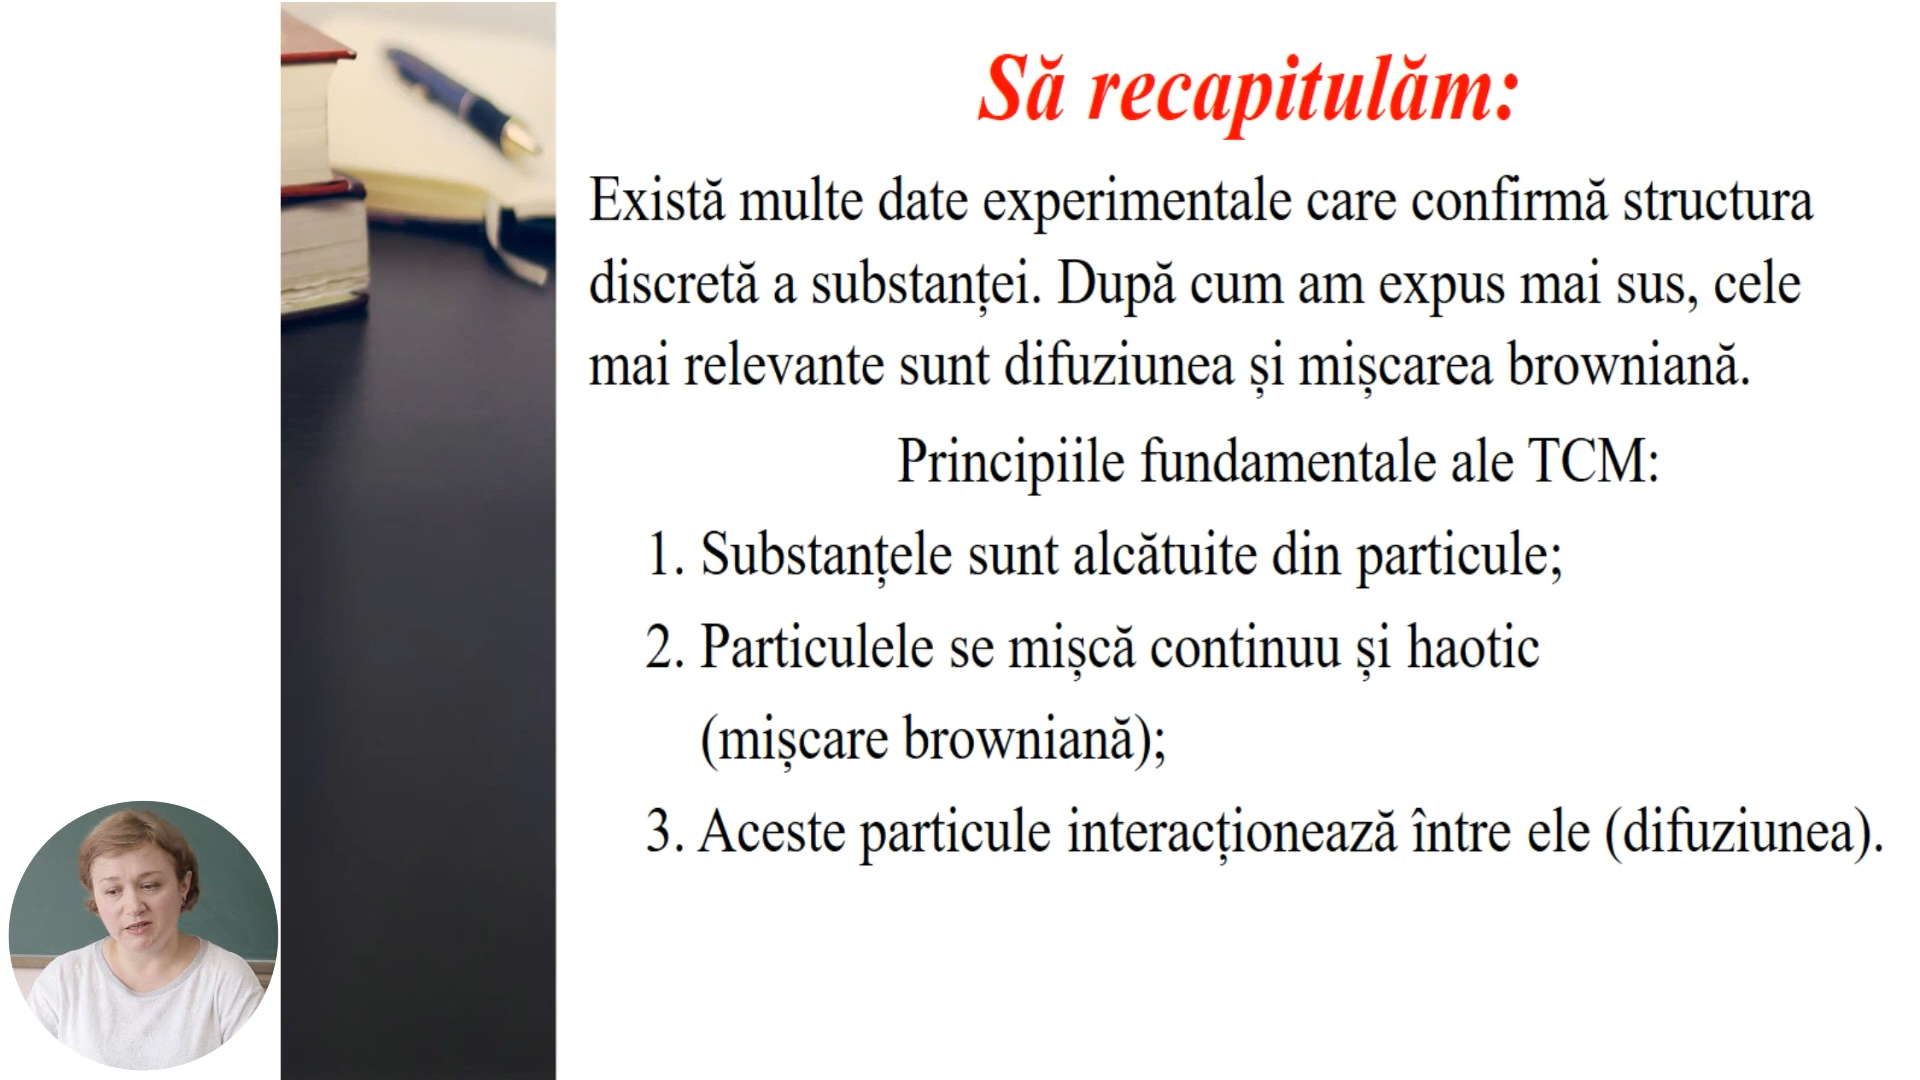 Să recapitulăm:
Există multe date experimentale care confirmă structura
discretă a substanței. După cum am expus mai sus, cele
mai relevante sunt difuziunea și mișcarea browniană.
Principiile fundamentale ale TCM:
1. Substanțele sunt alcătuite din particule;
2. Particulele se mișcă continuu și haotic
(mișcare browniană);
3. Aceste particule interacționează între ele (difuziunea).